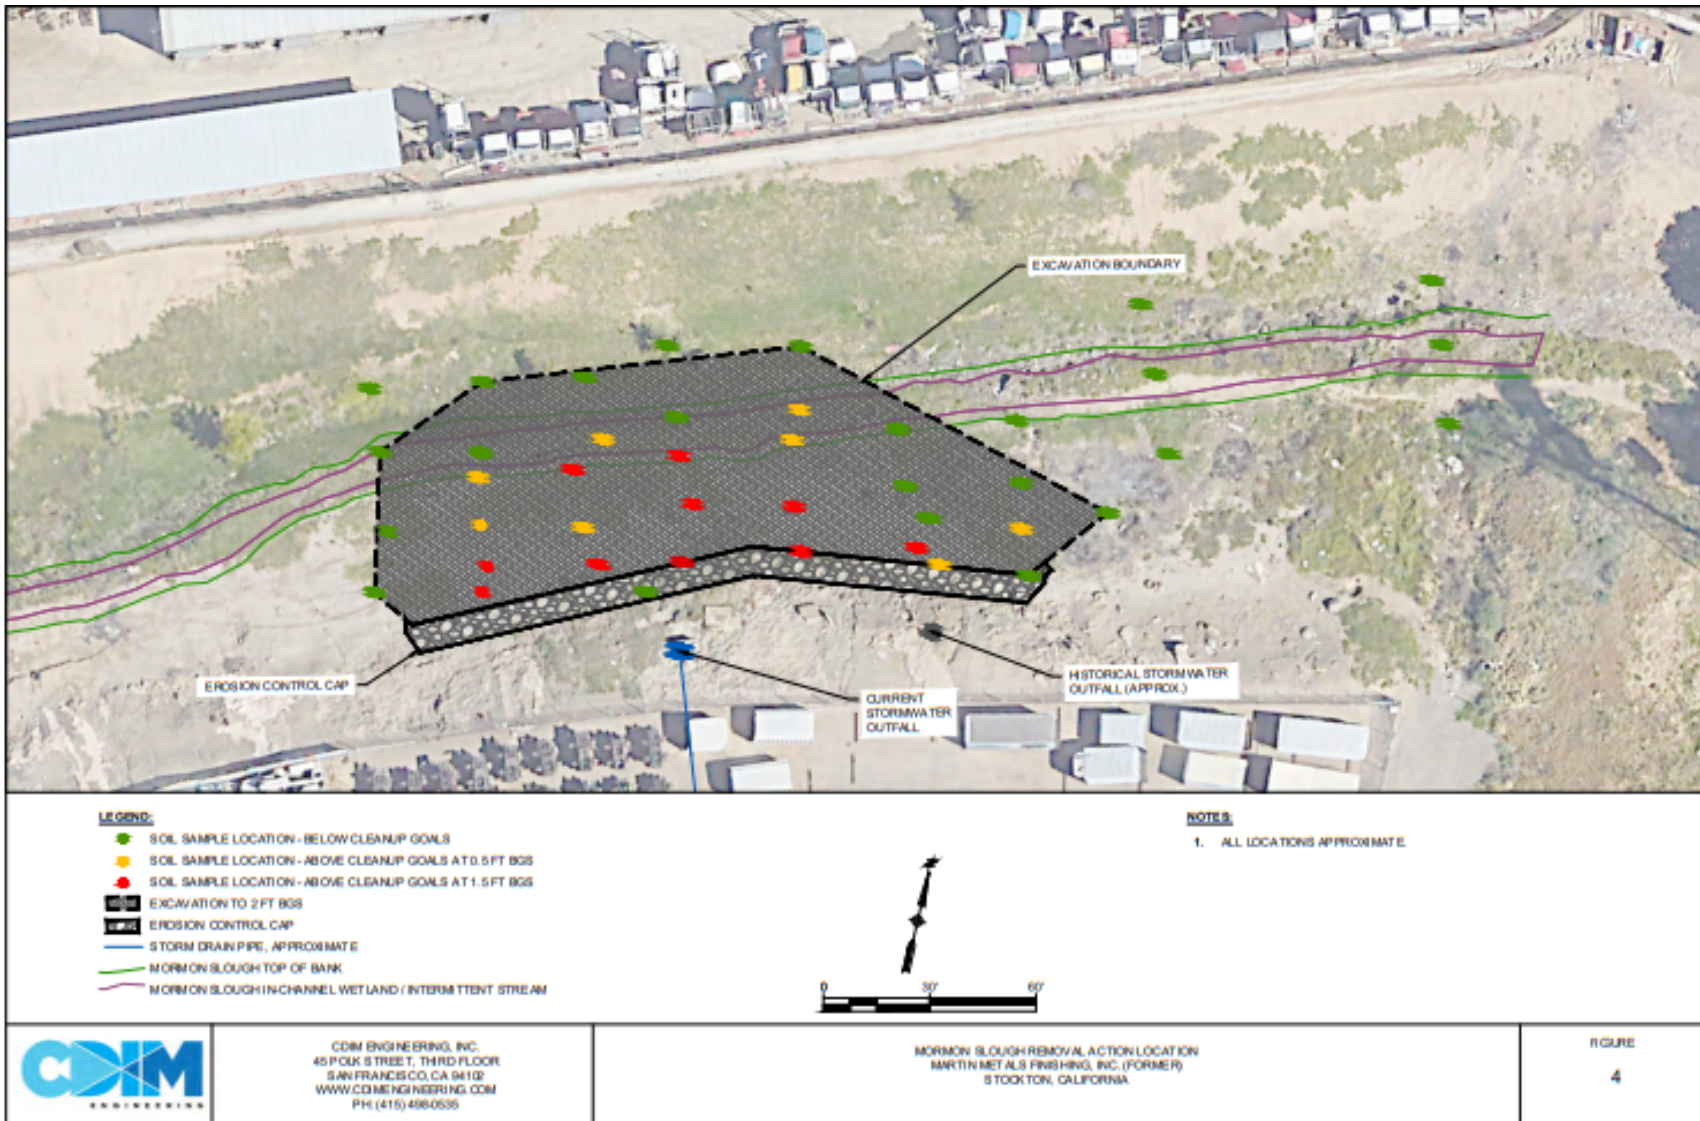 EXCAVATION BOUNDARY
EROSION CONTROL CAP
CURRENT
STORMWATER
OUTFALL
HISTORICAL STORMWATER
OUTFALL (APPROX.)
LEGEND:
SOIL SAMPLE LOCATION - BELOW CLEANUP GOALS
SOIL SAMPLE LOCATION - ABOVE CLEANUP GOALS AT 0.5 FT BGS
SOIL SAMPLE LOCATION - ABOVE CLEANUP GOALS AT 1.5 FT BGS
EXCAVATION TO 2 FT BGS
EROSION CONTROL CAP
STORM DRAIN PIPE, APPROXIMATE
MORMON SLOUGH TOP OF BANK
MORMON SLOUGH IN-CHANNEL WETLAND / INTERMITTENT STREAM
NOTES:
1. ALL LOCATIONS APPROXIMATE
0 30' 60'
CDIM
ENGINEERING
CDIM ENGINEERING, INC.
45 POLK STREET, THIRD FLOOR
SAN FRANCISCO, CA 94102
WWW.CDIMENGINEERING.COM
PH: (415) 498-0535
MORMON SLOUGH REMOVAL ACTION LOCATION
MARTIN METALS FINISHING, INC. (FORMER)
STOCKTON, CALIFORNIA
FIGURE
4